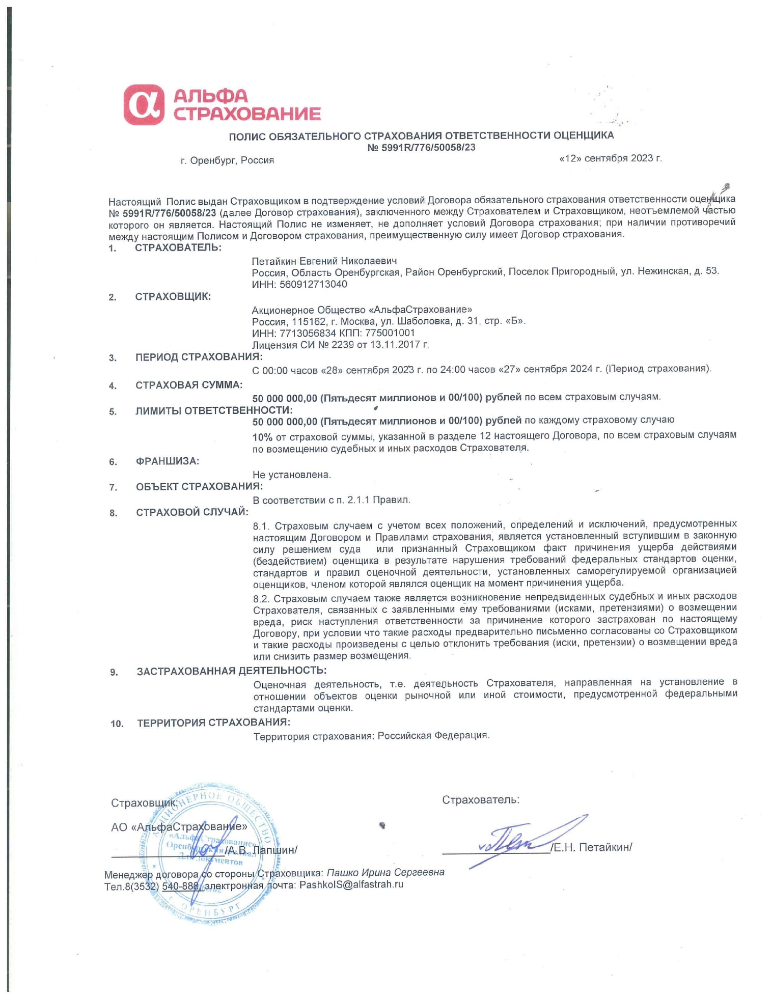 АЛЬФА
СТРАХОВАНИЕ
ПОЛИС ОБЯЗАТЕЛЬНОГО СТРАХОВАНИЯ ОТВЕТСТВЕННОСТИ ОЦЕНЩИКА
№ 5991R/776/50058/23
г. Оренбург, Россия «12» сентября 2023 г.
Настоящий Полис выдан Страховщиком в подтверждение условий Договора обязательного страхования ответственности оценщика
№ 5991R/776/50058/23 (далее Договор страхования), заключенного между Страхователем и Страховщиком, неотъемлемой частью
которого он является. Настоящий Полис не изменяет, не дополняет условий Договора страхования; при наличии противоречий
между настоящим Полисом и Договором страхования, преимущественную силу имеет Договор страхования.
1. СТРАХОВАТЕЛЬ:
Петайкин Евгений Николаевич
Россия, Область Оренбургская, Район Оренбургский, Поселок Пригородный, ул. Нежинская, д. 53.
ИНН: 560912713040
2. СТРАХОВЩИК:
Акционерное Общество «АльфаСтрахование»
Россия, 115162, г. Москва, ул. Шаболовка, д. 31, стр. «Б».
ИНН: 7713056834 КПП: 775001001
Лицензия СИ № 2239 от 13.11.2017 г.
3. ПЕРИОД СТРАХОВАНИЯ:
С 00:00 часов «28» сентября 2023 г. по 24:00 часов «27» сентября 2024 г. (Период страхования).
4. СТРАХОВАЯ СУММА:
50 000 000,00 (Пятьдесят миллионов и 00/100) рублей по всем страховым случаям.
5. ЛИМИТЫ ОТВЕТСТВЕННОСТИ:
50 000 000,00 (Пятьдесят миллионов и 00/100) рублей по каждому страховому случаю
10% от страховой суммы, указанной в разделе 12 настоящего Договора, по всем страховым случаям
по возмещению судебных и иных расходов Страхователя.
6. ФРАНШИЗА:
Не установлена.
7. ОБЪЕКТ СТРАХОВАНИЯ:
В соответствии с п. 2.1.1 Правил.
8. СТРАХОВОЙ СЛУЧАЙ:
8.1. Страховым случаем с учетом всех положений, определений и исключений, предусмотренных
настоящим Договором и Правилами страхования, является установленный вступившим в законную
силу решением суда или признанный Страховщиком факт причинения ущерба действиями
(бездействием) оценщика в результате нарушения требований федеральных стандартов оценки,
стандартов и правил оценочной деятельности, установленных саморегулируемой организацией
оценщиков, членом которой являлся оценщик на момент причинения ущерба.
8.2. Страховым случаем также является возникновение непредвиденных судебных и иных расходов
Страхователя, связанных с заявленными ему требованиями (исками, претензиями) о возмещении
вреда, риск наступления ответственности за причинение которого застрахован по настоящему
Договору, при условии что такие расходы предварительно письменно согласованы со Страховщиком
и такие расходы произведены с целью отклонить требования (иски, претензии) о возмещении вреда
или снизить размер возмещения.
9. ЗАСТРАХОВАННАЯ ДЕЯТЕЛЬНОСТЬ:
Оценочная деятельность, т.е. деятельность Страхователя, направленная на установление в
отношении объектов оценки рыночной или иной стоимости, предусмотренной федеральными
стандартами оценки.
10. ТЕРРИТОРИЯ СТРАХОВАНИЯ:
Территория страхования: Российская Федерация.
Страховщик: Страхователь:
АО «АльфаСтрахование»
/А.В. Лапшин/ /Е.Н. Петайкин/
Менеджер договора со стороны Страховщика: Пашко Ирина Сергеевна
Тел.8(3532) 540-888, электронная почта: PashkoIS@alfastrah.ru
АКЦИОНЕРНОЕ ОБЩЕСТВО
«АльфаСтрахование»
Оренбургский филиал
Для документов
г. ОРЕНБУРГ